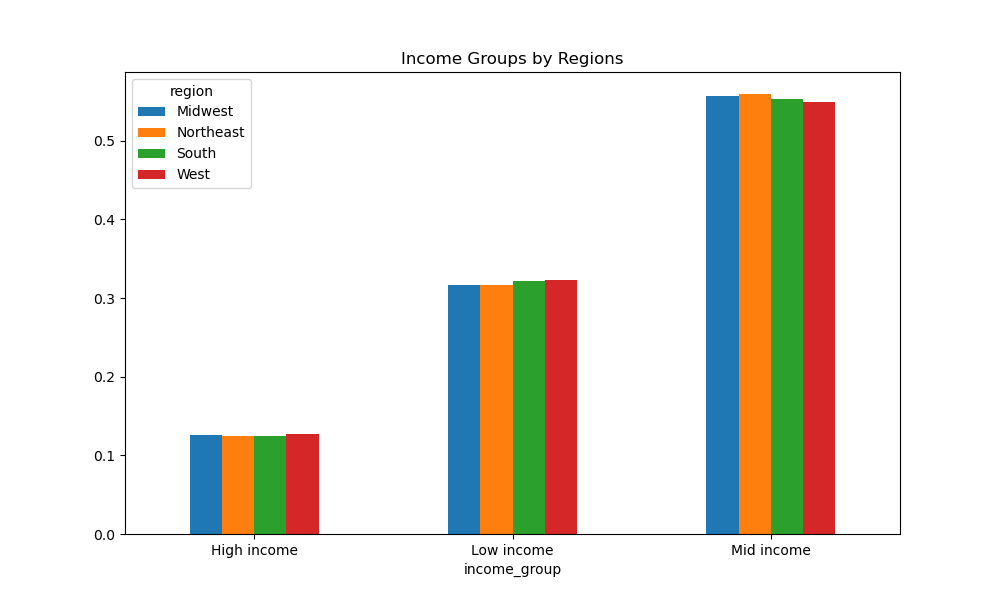 Income Groups by Regions
region
Midwest
Northeast
South
West
0.5
0.4
0.3
0.2
0.1
0.0
High income
Low income
Mid income
income_group